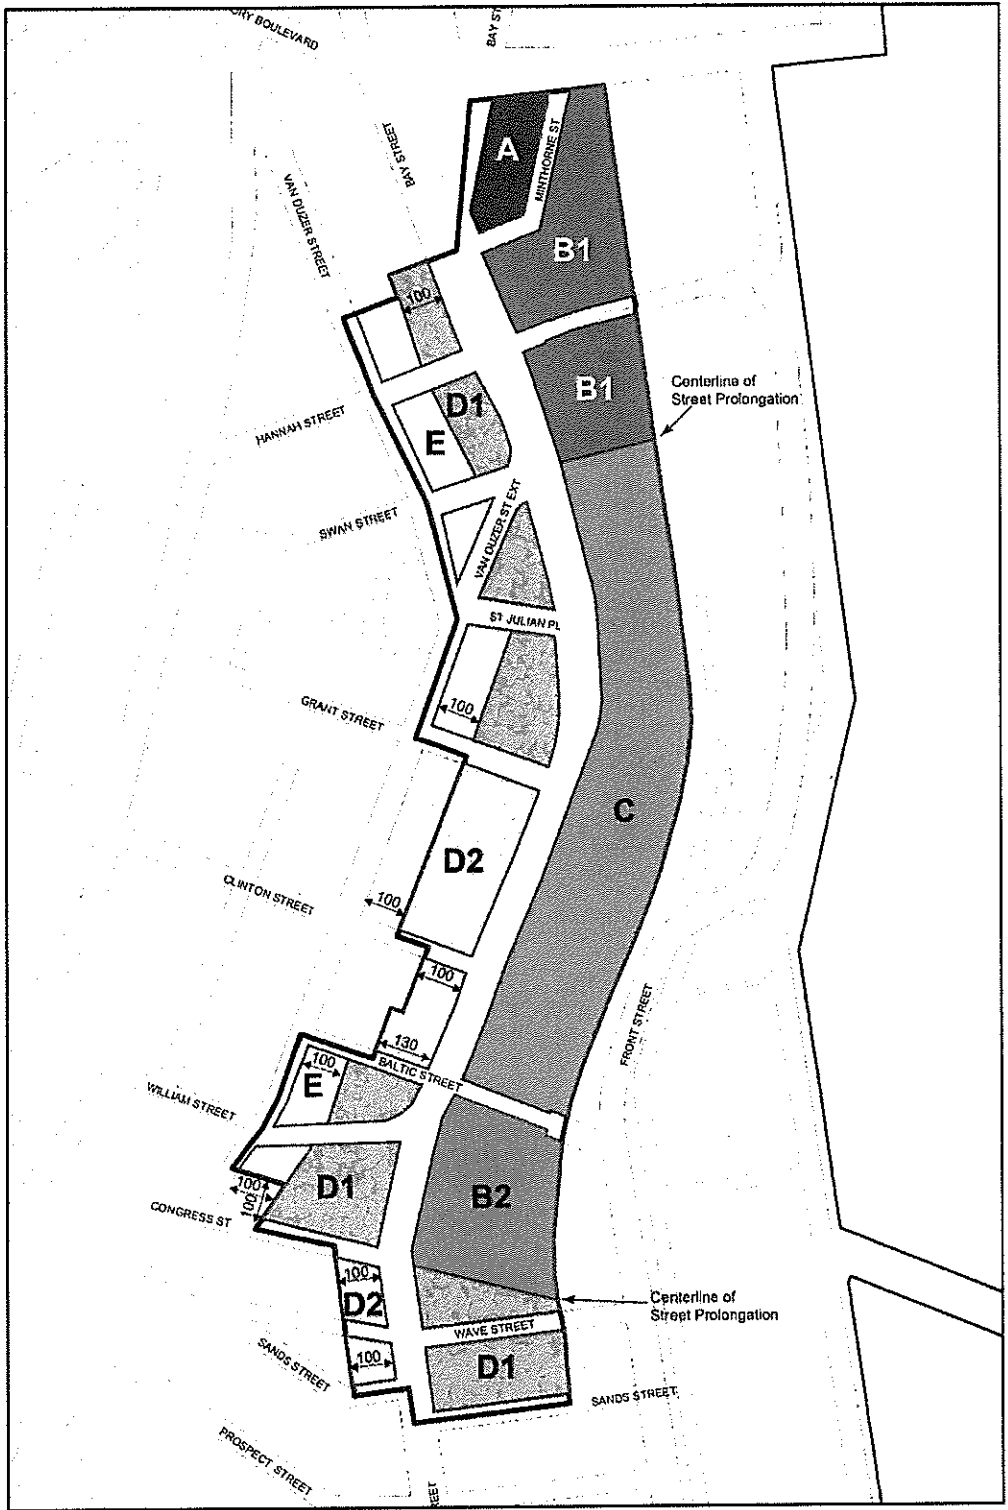 ORY BOULEVARD
BAY ST
BAY STREET
VAN DUZER STREET
A
MINTHORNE ST
B1
100
B1
Centerline of
Street Prolongation
D1
HANNAH STREET
E
SWAN STREET
VAN DUZER ST EXT
ST JULIAN PL
GRANT STREET
100
C
D2
CLINTON STREET
100
100
FRONT STREET
130
BALTIC STREET
100
E
WILLIAM STREET
D1
B2
100
100
CONGRESS ST
100
D2
Centerline of
Street Prolongation
WAVE STREET
SANDS STREET
100
D1
SANDS STREET
PROSPECT STREET
REET